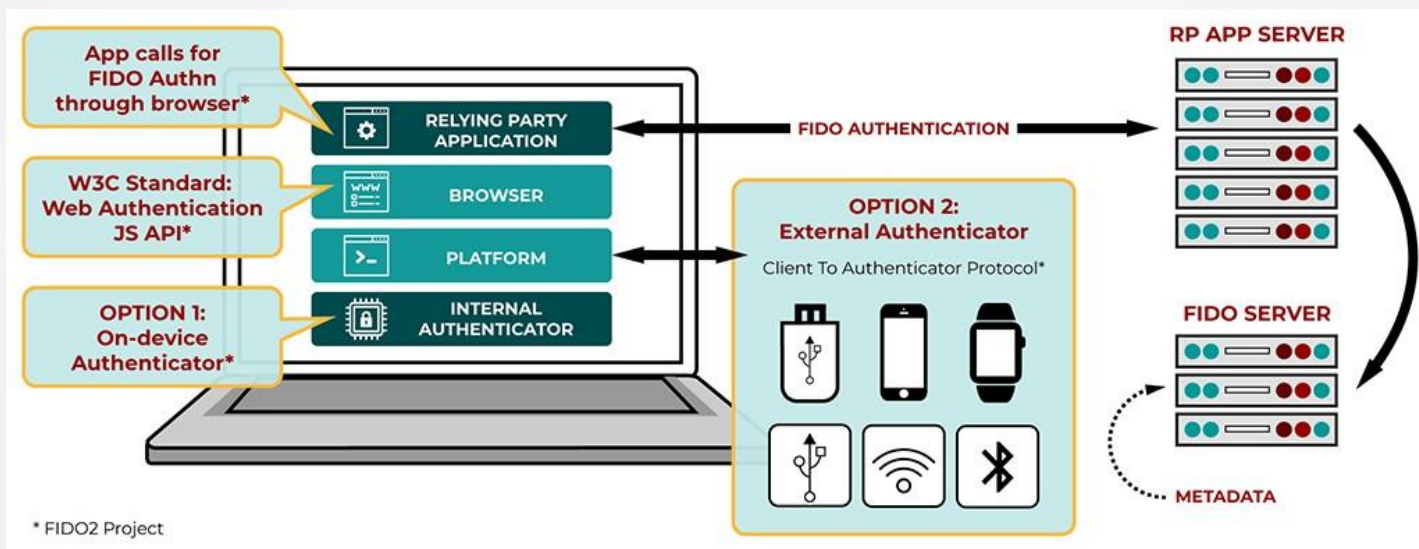 App calls for
FIDO Authn
through browser*
W3C Standard:
Web Authentication
JS API*
OPTION 1:
On-device
Authenticator*
RELYING PARTY
APPLICATION
WWW
BROWSER
PLATFORM
INTERNAL
AUTHENTICATOR
FIDO AUTHENTICATION
OPTION 2:
External Authenticator
Client To Authenticator Protocol*
RP APP SERVER
FIDO SERVER
METADATA
* FIDO2 Project